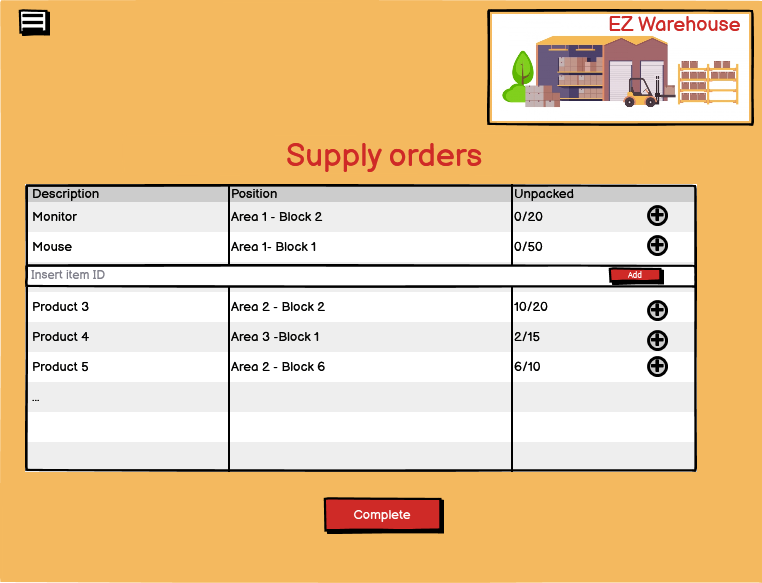 EZ Warehouse
Supply orders
Description Position Unpacked
Monitor Area 1 - Block 2 0/20
Mouse Area 1- Block 1 0/50
Insert item ID Add
Product 3 Area 2 - Block 2 10/20
Product 4 Area 3 -Block 1 2/15
Product 5 Area 2 - Block 6 6/10
...
Complete